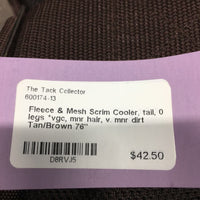 The Tack Collector
600174-13
Fleece & Mesh Scrim Cooler, tail, 0
legs *vgc, mnr hair, v. mnr dirt
Tan/Brown 76"
D8RVJ5
$42.50